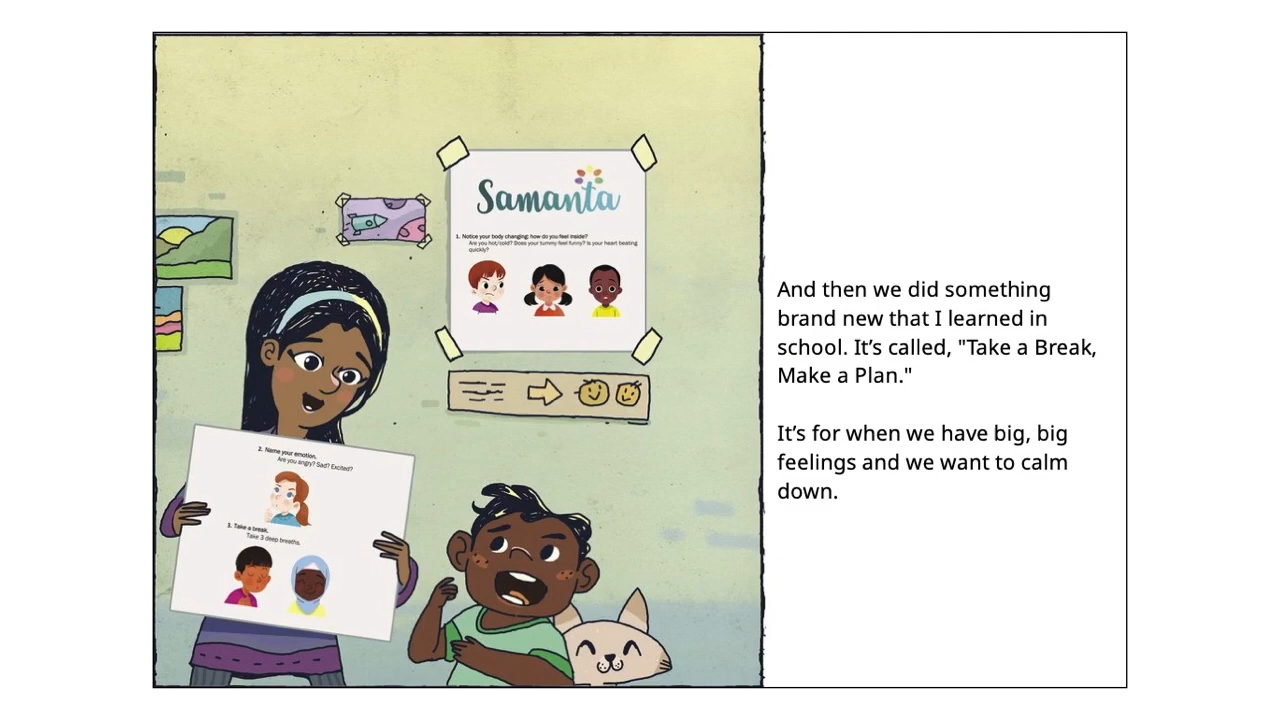 Samanta
1. Notice your body changing: how do you feel inside?
Are you hot/cold? Does your tummy feel funny? Is your heart beating
quickly?
2. Name your emotion.
Are you angry? Sad? Excited?
3. Take a break.
Take 3 deep breaths.
And then we did something
brand new that I learned in
school. It’s called, "Take a Break,
Make a Plan."
It’s for when we have big, big
feelings and we want to calm
down.